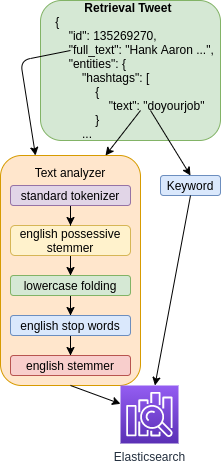 Retrieval Tweet
{
"id": 135269270,
"full_text": "Hank Aaron ...",
"entities": {
"hashtags": [
{
"text": "doyourjob"
}
...
Text analyzer
standard tokenizer
english possessive
stemmer
lowercase folding
english stop words
english stemmer
Keyword
Elasticsearch